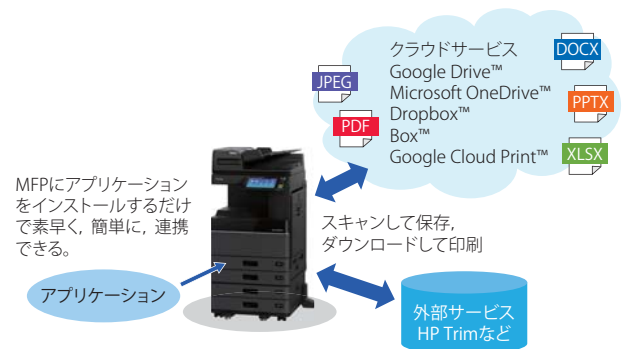 クラウドサービス
Google Drive™
Microsoft OneDrive™
Dropbox™
Box™
Google Cloud Print™
JPEG
PDF
DOCX
PPTX
XLSX
MFPにアプリケーション
をインストールするだけ
で素早く, 簡単に, 連携
できる。
アプリケーション
スキャンして保存,
ダウンロードして印刷
外部サービス
HP Trimなど